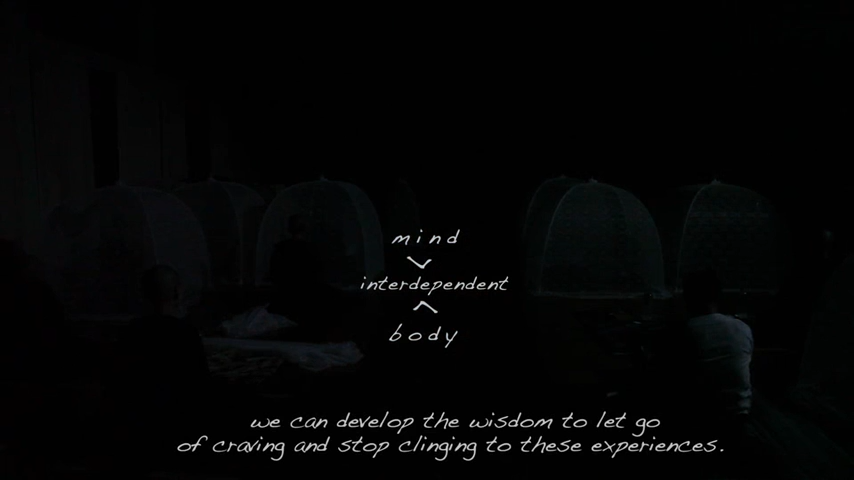 mind
interdependent
body
we can develop the wisdom to let go
of craving and stop clinging to these experiences.